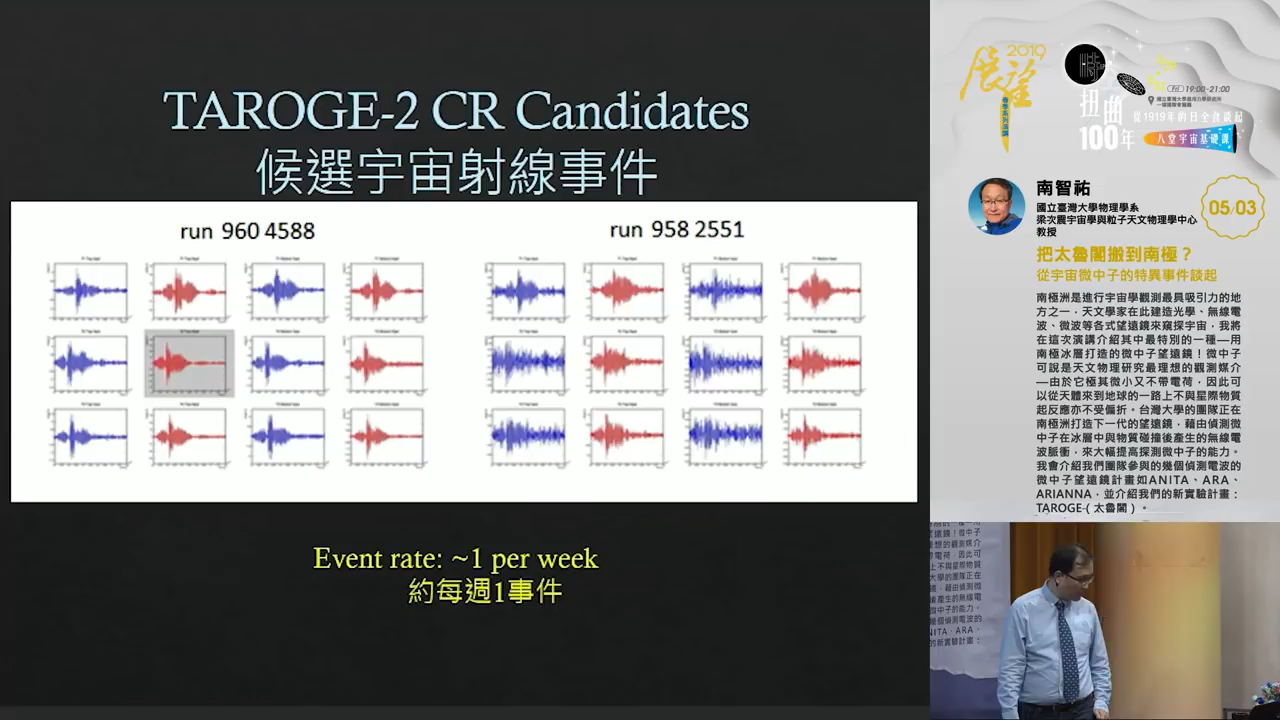 TAROGE-2 CR Candidates
候選宇宙射線事件
run 960 4588
run 958 2551
Event rate: ~1 per week
約每週1事件
2019
展望
春季系列演講
扭曲
100年
19:00-21:00
從1919年的日全食談起
八堂宇宙基礎課
南智祐
國立臺灣大學物理學系
梁次震宇宙學與粒子天文物理學中心
教授
05/03
把太魯閣搬到南極？
從宇宙微中子的特異事件談起
南極洲是進行宇宙學觀測最具吸引力的地
方之一，天文學家在此建造光學、無線電
波、微波等各式望遠鏡來窺探宇宙，我將
在這次演講介紹其中最特別的一種—用
南極冰層打造的微中子望遠鏡！微中子
可說是天文物理研究最理想的觀測媒介
—由於它極其微小又不帶電荷，因此可
以從天體來到地球的一路上不與星際物質
起反應亦不受偏折。台灣大學的團隊正在
南極洲打造下一代的望遠鏡，藉由偵測微
中子在冰層中與物質碰撞後產生的無線電
波脈衝，來大幅提高探測微中子的能力。
我會介紹我們團隊參與的幾個偵測電波的
微中子望遠鏡計畫如ANITA、ARA、
ARIANNA，並介紹我們的新實驗計畫：
TAROGE-(太魯閣)。